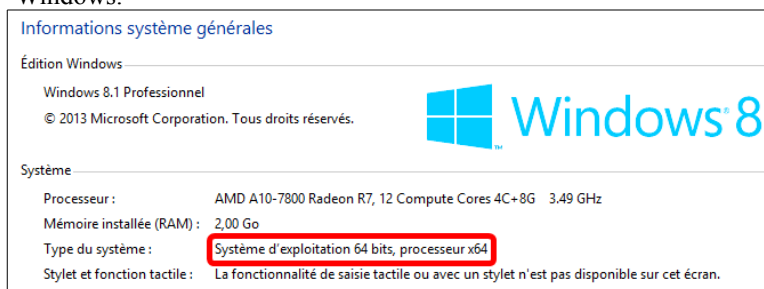 Windows.
Informations système générales
Édition Windows
Windows 8.1 Professionnel
© 2013 Microsoft Corporation. Tous droits réservés.
Windows 8
Système
Processeur : AMD A10-7800 Radeon R7, 12 Compute Cores 4C+8G 3.49 GHz
Mémoire installée (RAM) : 2,00 Go
Type du système : Système d'exploitation 64 bits, processeur x64
Stylet et fonction tactile : La fonctionnalité de saisie tactile ou avec un stylet n'est pas disponible sur cet écran.